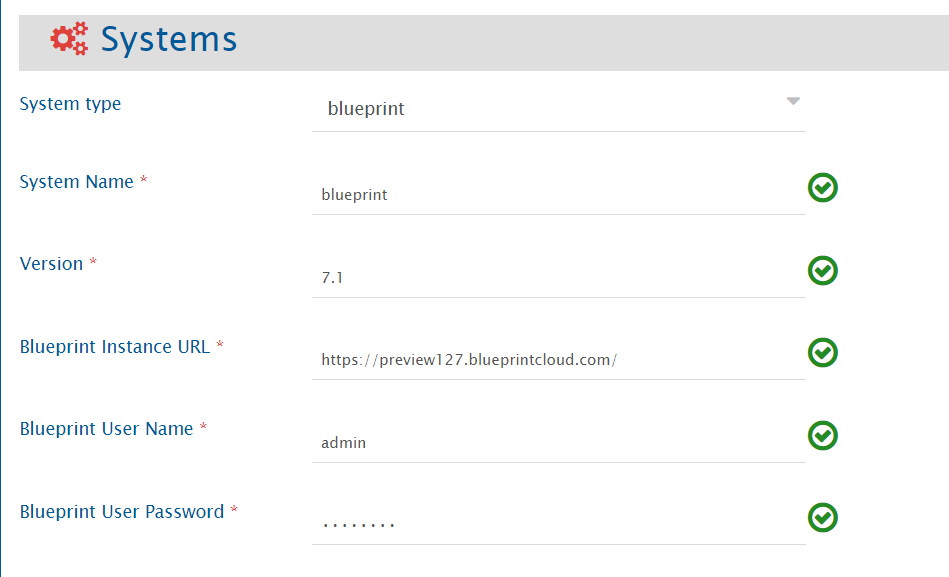 Systems
System type
blueprint
System Name *
blueprint
Version *
7.1
Blueprint Instance URL *
https://preview127.blueprintcloud.com/
Blueprint User Name *
admin
Blueprint User Password *
........